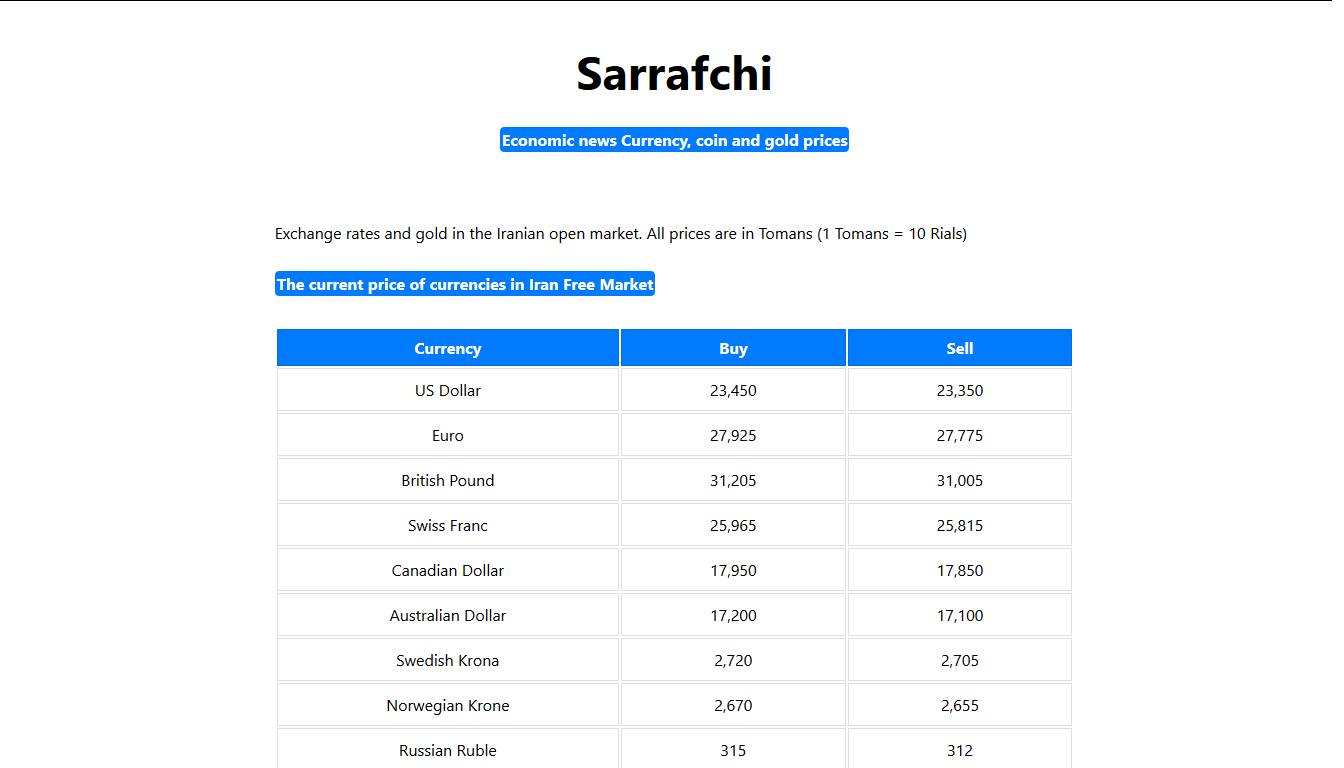 Sarrafchi
Economic news Currency, coin and gold prices
Exchange rates and gold in the Iranian open market. All prices are in Tomans (1 Tomans = 10 Rials)
The current price of currencies in Iran Free Market
Currency Buy Sell
US Dollar 23,450 23,350
Euro 27,925 27,775
British Pound 31,205 31,005
Swiss Franc 25,965 25,815
Canadian Dollar 17,950 17,850
Australian Dollar 17,200 17,100
Swedish Krona 2,720 2,705
Norwegian Krone 2,670 2,655
Russian Ruble 315 312